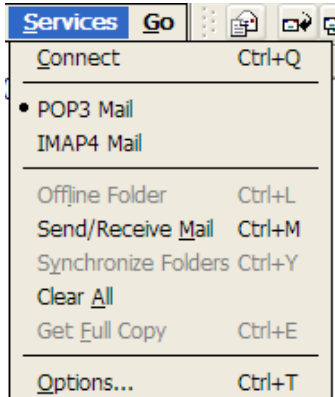 Services Go
Connect Ctrl+Q
POP3 Mail
IMAP4 Mail
Offline Folder Ctrl+L
Send/Receive Mail Ctrl+M
Synchronize Folders Ctrl+Y
Clear All
Get Full Copy Ctrl+E
Options... Ctrl+T